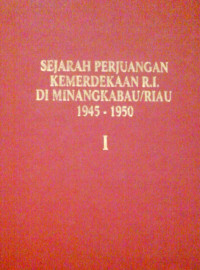 SEJARAH PERJUANGAN
KEMERDEKAAN R.I.
DI MINANGKABAU/RIAU
1945 - 1950
I